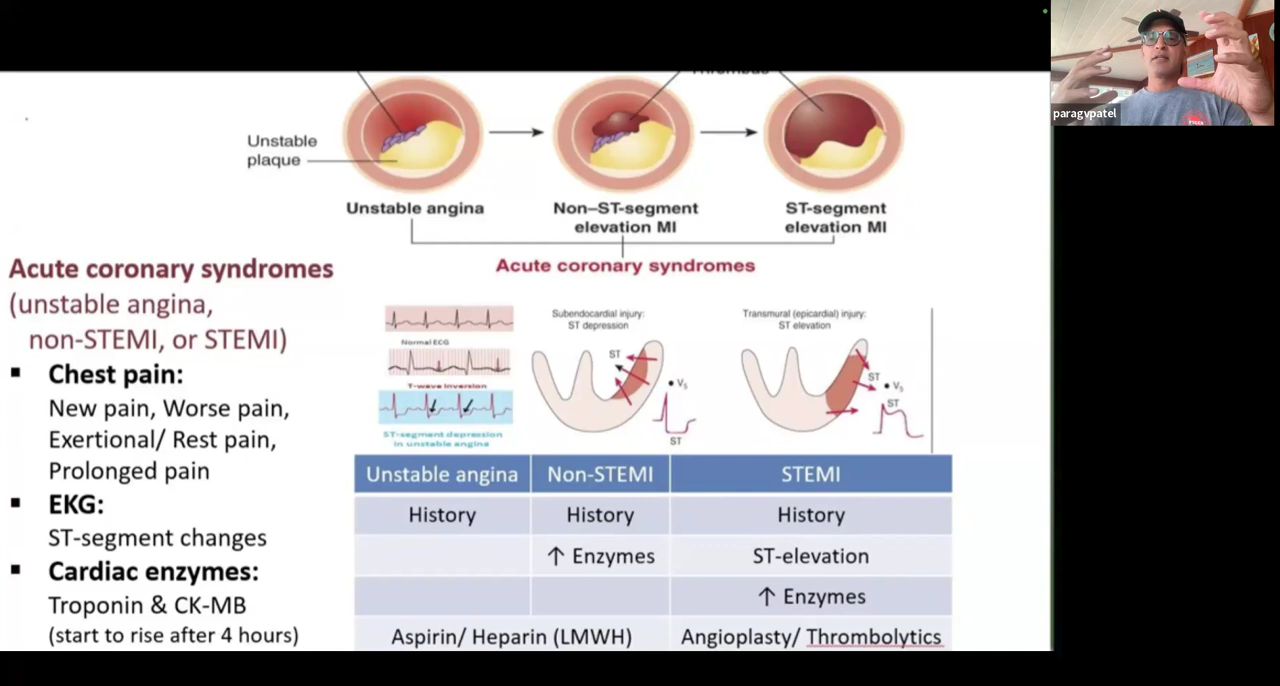 paragvpatel
Thrombus
Unstable
plaque
Unstable angina
Non–ST-segment
elevation MI
ST-segment
elevation MI
Acute coronary syndromes
Acute coronary syndromes
(unstable angina,
non-STEMI, or STEMI)
▪ Chest pain:
New pain, Worse pain,
Exertional/ Rest pain,
Prolonged pain
▪ EKG:
ST-segment changes
▪ Cardiac enzymes:
Troponin & CK-MB
(start to rise after 4 hours)
Normal ECG
T-wave Inversion
ST-segment depression
in unstable angina
Subendocardial injury:
ST depression
ST
V5
ST
Transmural (epicardial) injury:
ST elevation
ST
V5
ST
Unstable angina Non-STEMI STEMI
History History History
↑ Enzymes ST-elevation
↑ Enzymes
Aspirin/ Heparin (LMWH) Angioplasty/ Thrombolytics